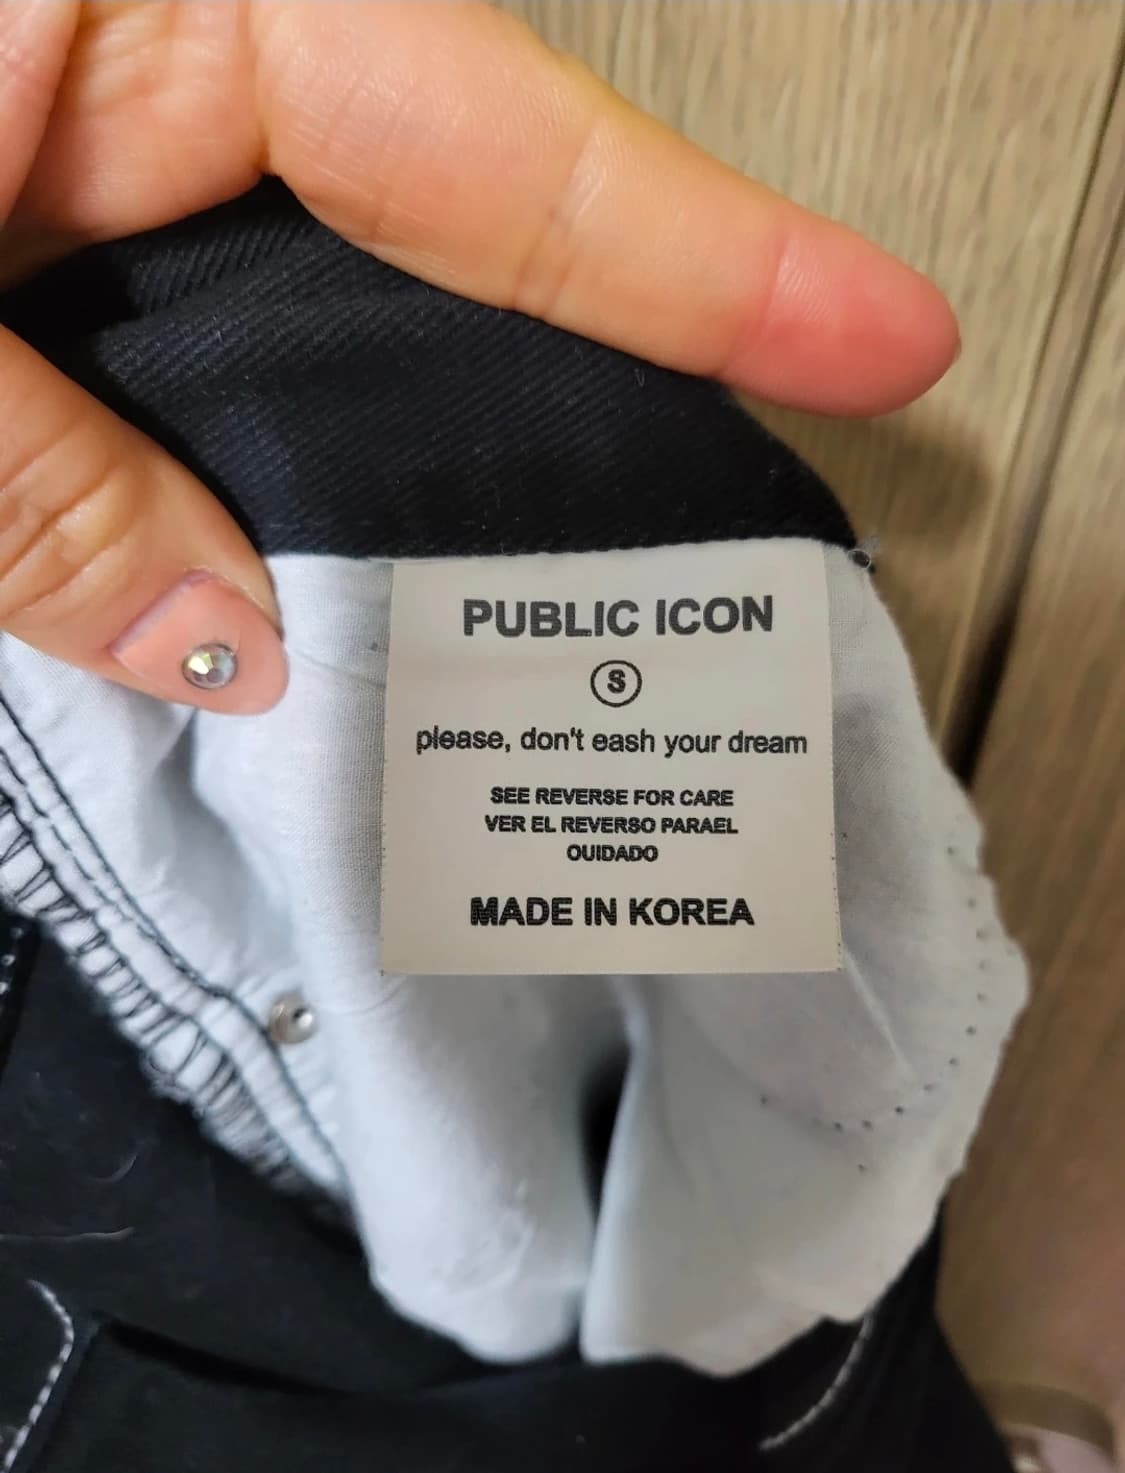 PUBLIC ICON
S
please, don't eash your dream
SEE REVERSE FOR CARE
VER EL REVERSO PARAEL
OUIDADO
MADE IN KOREA